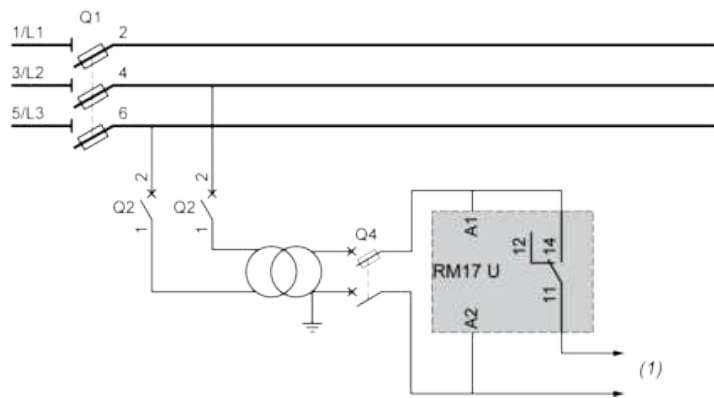 Q1
1/L1 2
3/L2 4
5/L3 6
2 2
Q2 Q2 Q4
1 1
A1 12 14
RM17 U
11
A2
(1)